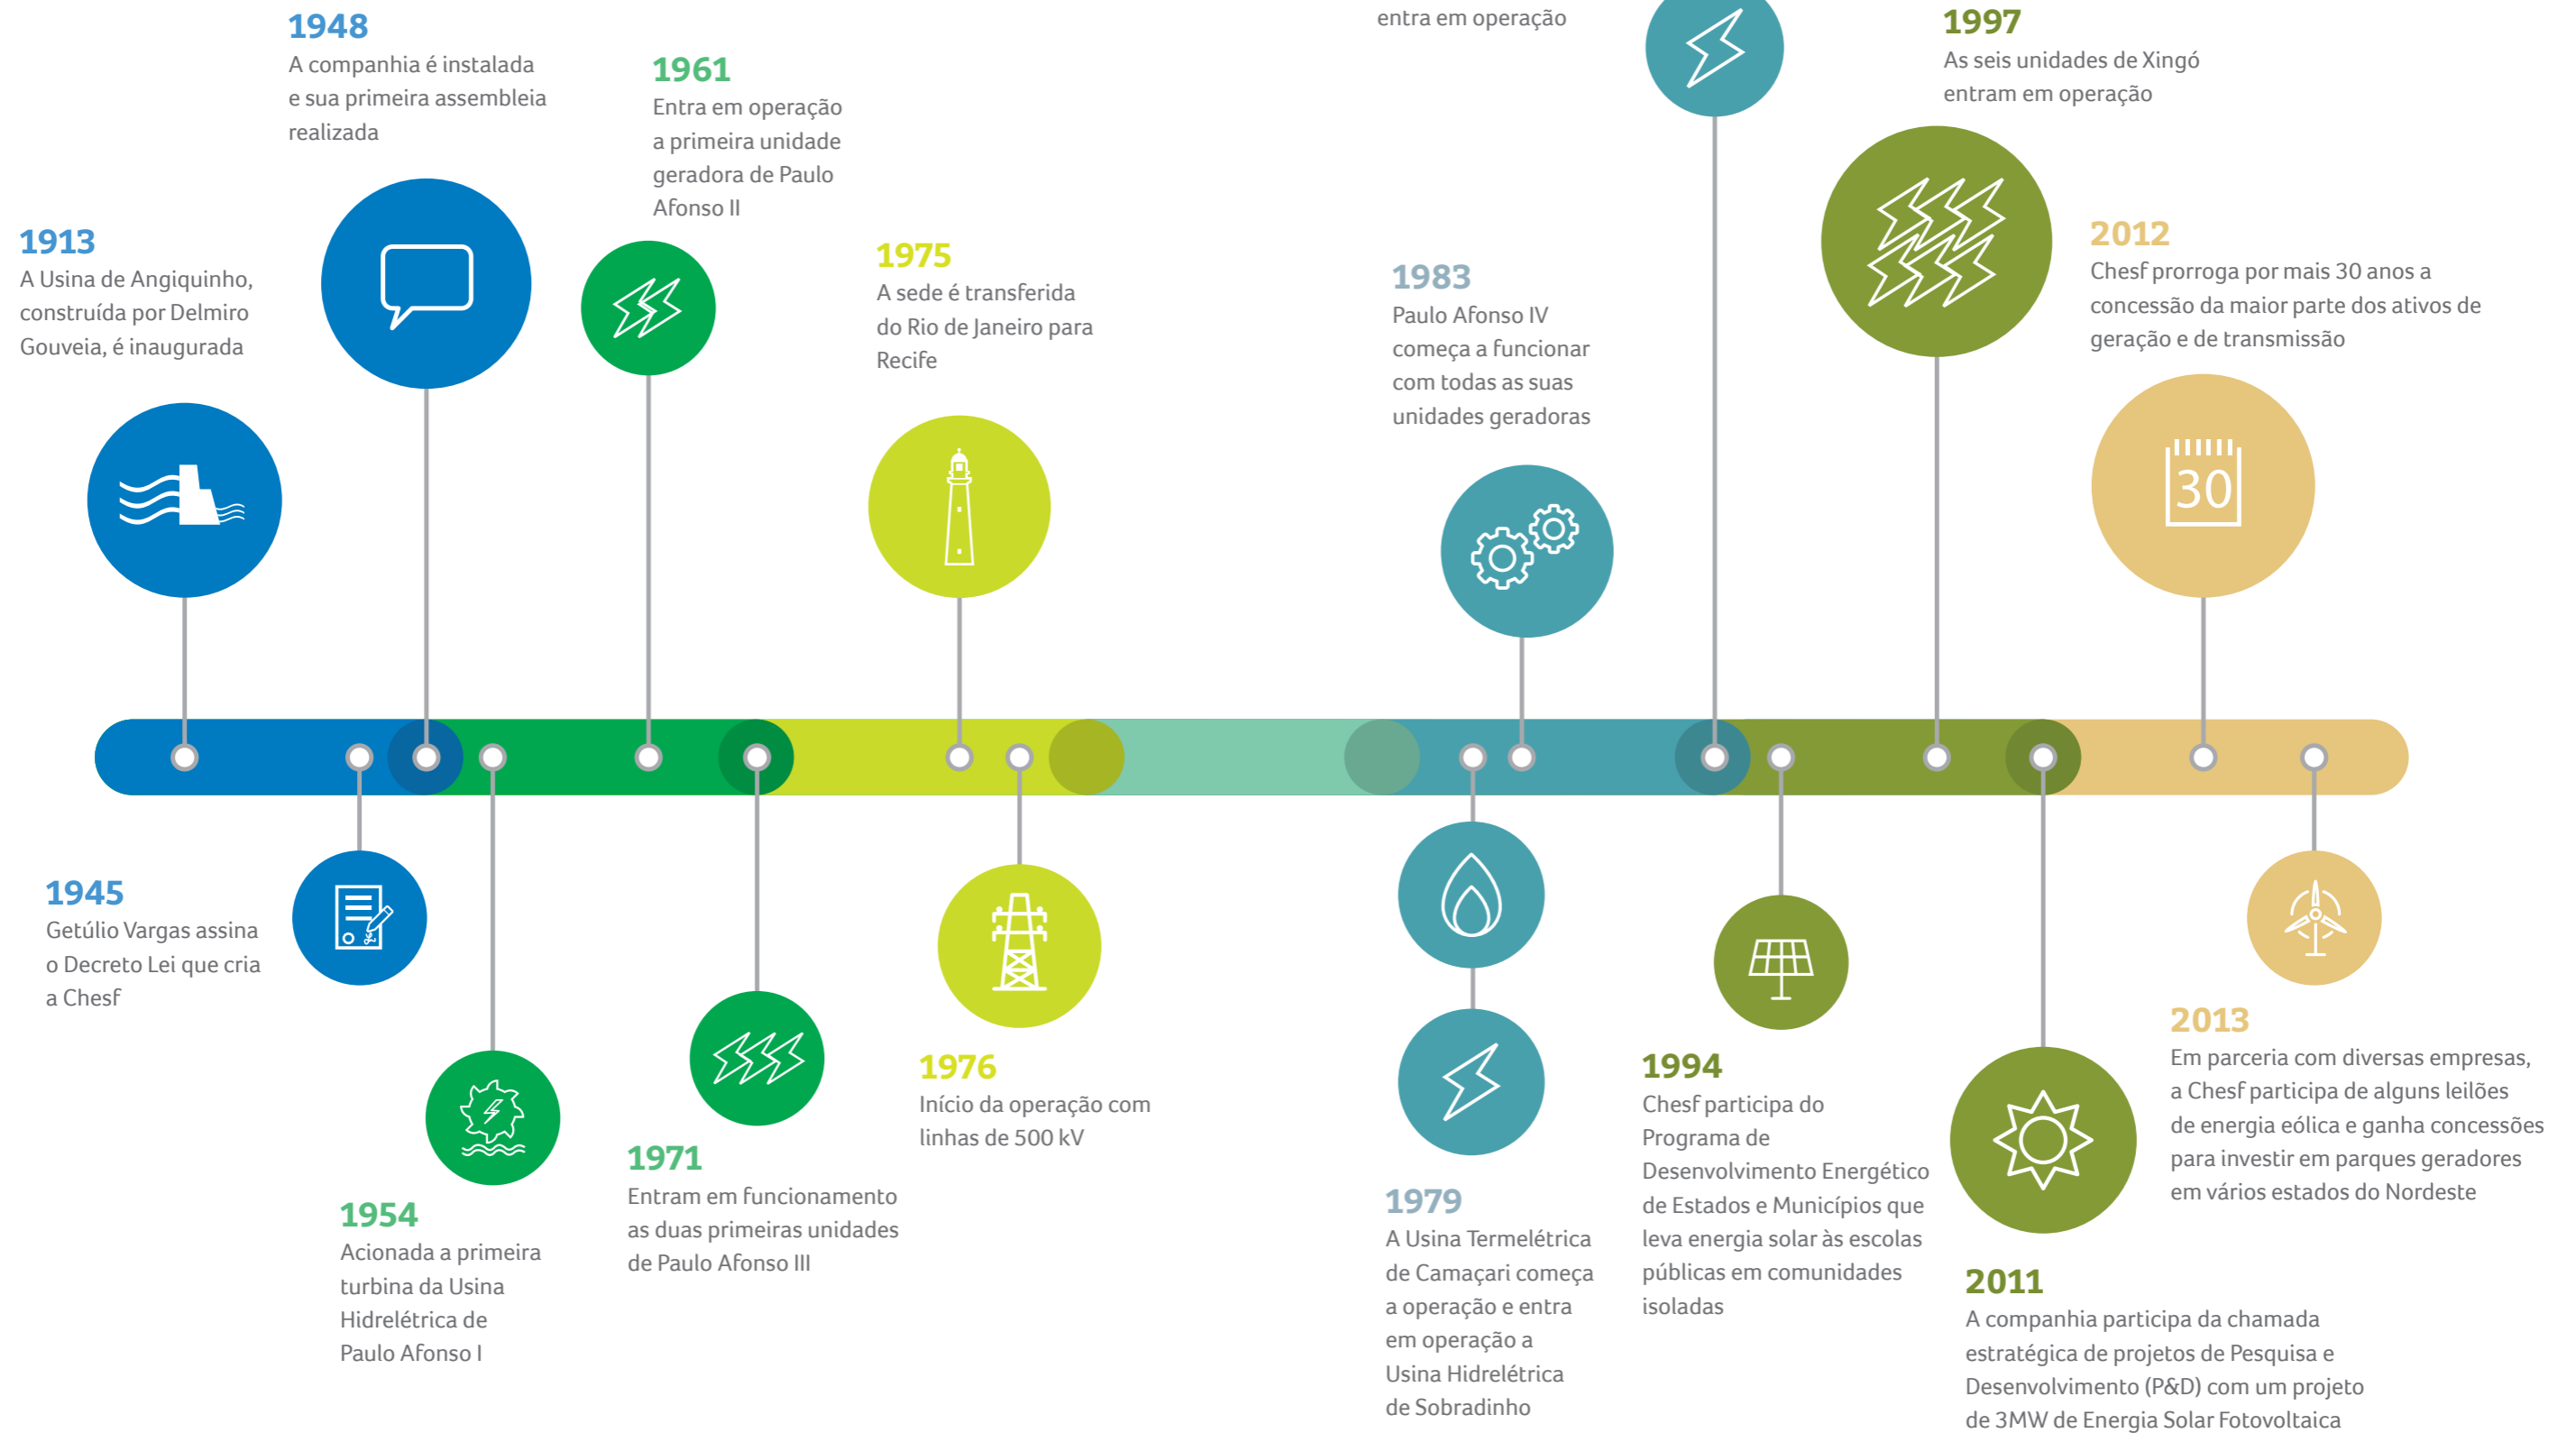 1948
A companhia é instalada
e sua primeira assembleia
realizada
1961
Entra em operação
a primeira unidade
geradora de Paulo
Afonso II
1913
A Usina de Angiquinho,
construída por Delmiro
Gouveia, é inaugurada
1975
A sede é transferida
do Rio de Janeiro para
Recife
entra em operação
1997
As seis unidades de Xingó
entram em operação
1983
Paulo Afonso IV
começa a funcionar
com todas as suas
unidades geradoras
2012
Chesf prorroga por mais 30 anos a
concessão da maior parte dos ativos de
geração e de transmissão
30
1945
Getúlio Vargas assina
o Decreto Lei que cria
a Chesf
1954
Acionada a primeira
turbina da Usina
Hidrelétrica de
Paulo Afonso I
1971
Entram em funcionamento
as duas primeiras unidades
de Paulo Afonso III
1976
Início da operação com
linhas de 500 kV
1979
A Usina Termelétrica
de Camaçari começa
a operação e entra
em operação a
Usina Hidrelétrica
de Sobradinho
1994
Chesf participa do
Programa de
Desenvolvimento Energético
de Estados e Municípios que
leva energia solar às escolas
públicas em comunidades
isoladas
2011
A companhia participa da chamada
estratégica de projetos de Pesquisa e
Desenvolvimento (P&D) com um projeto
de 3MW de Energia Solar Fotovoltaica
2013
Em parceria com diversas empresas,
a Chesf participa de alguns leilões
de energia eólica e ganha concessões
para investir em parques geradores
em vários estados do Nordeste